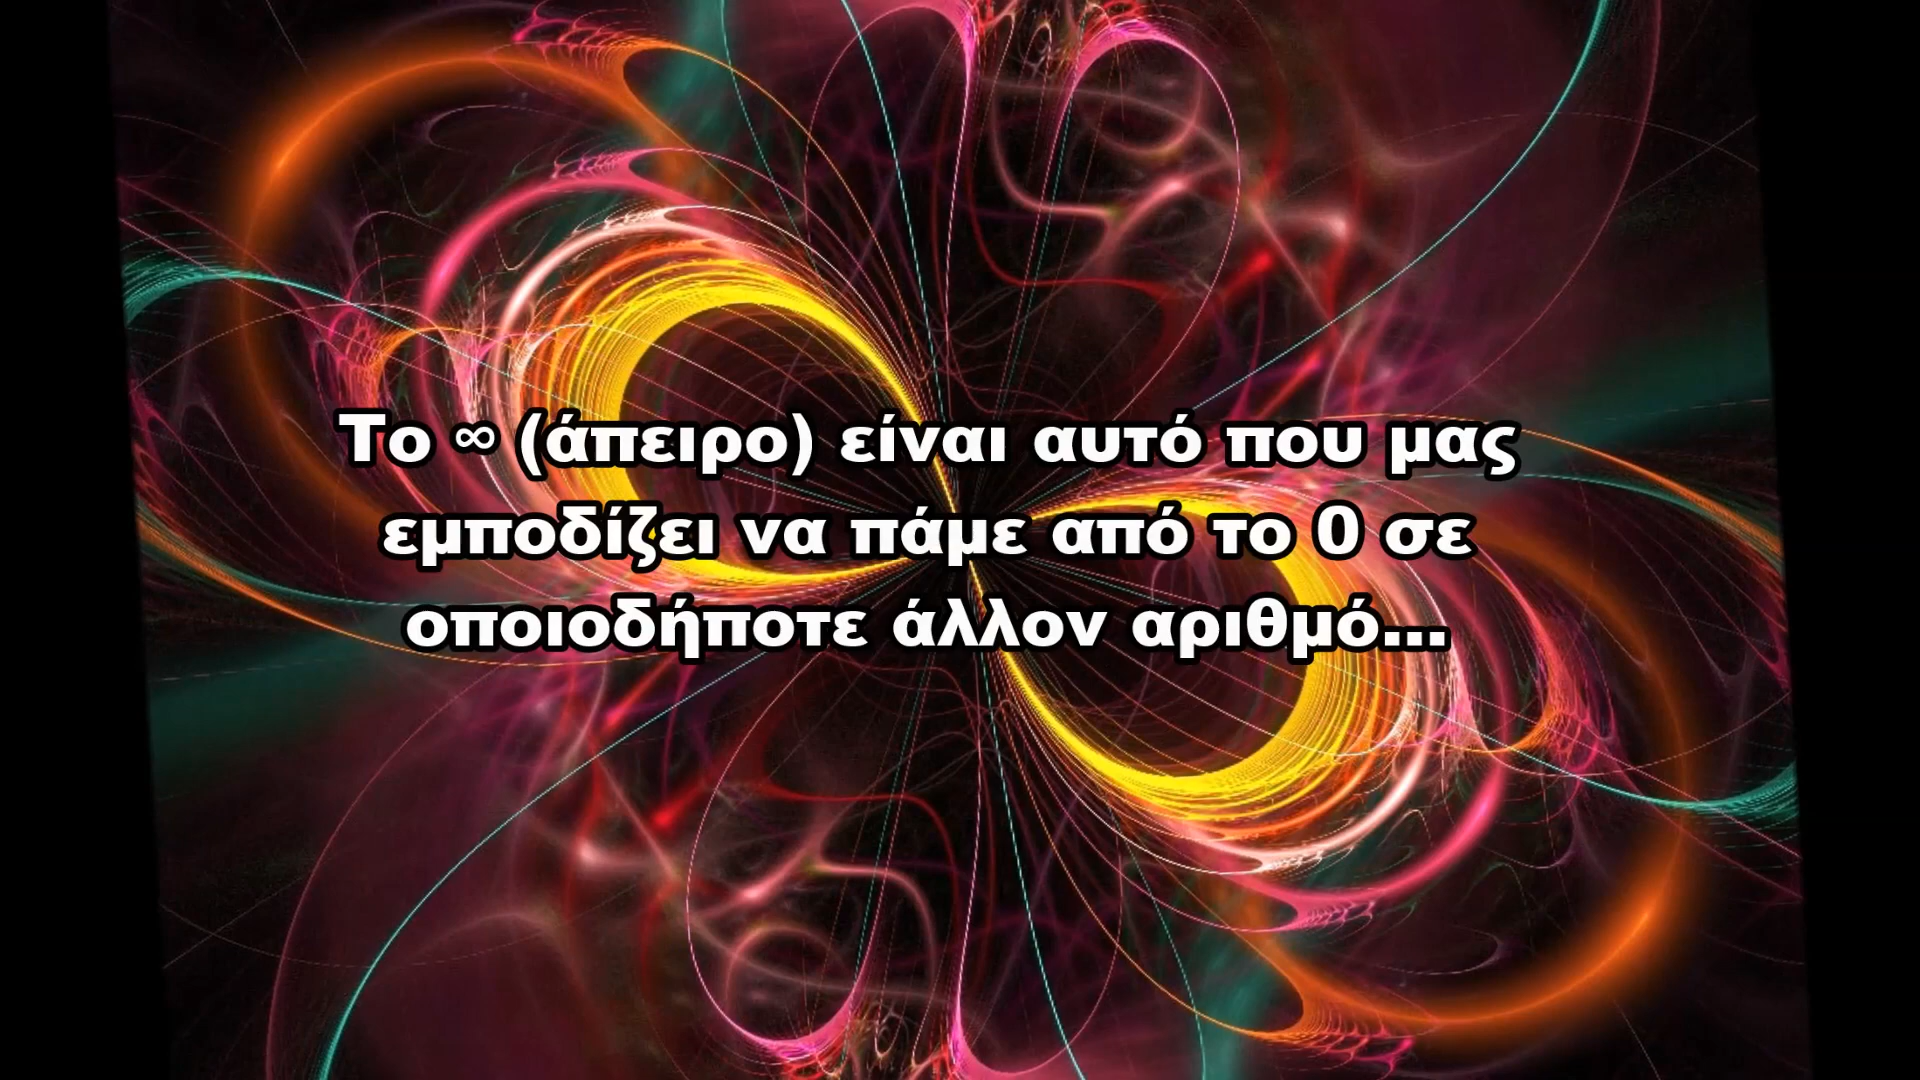 Το ∞ (άπειρο) είναι αυτό που μας
εμποδίζει να πάμε από το 0 σε
οποιοδήποτε άλλον αριθμό...